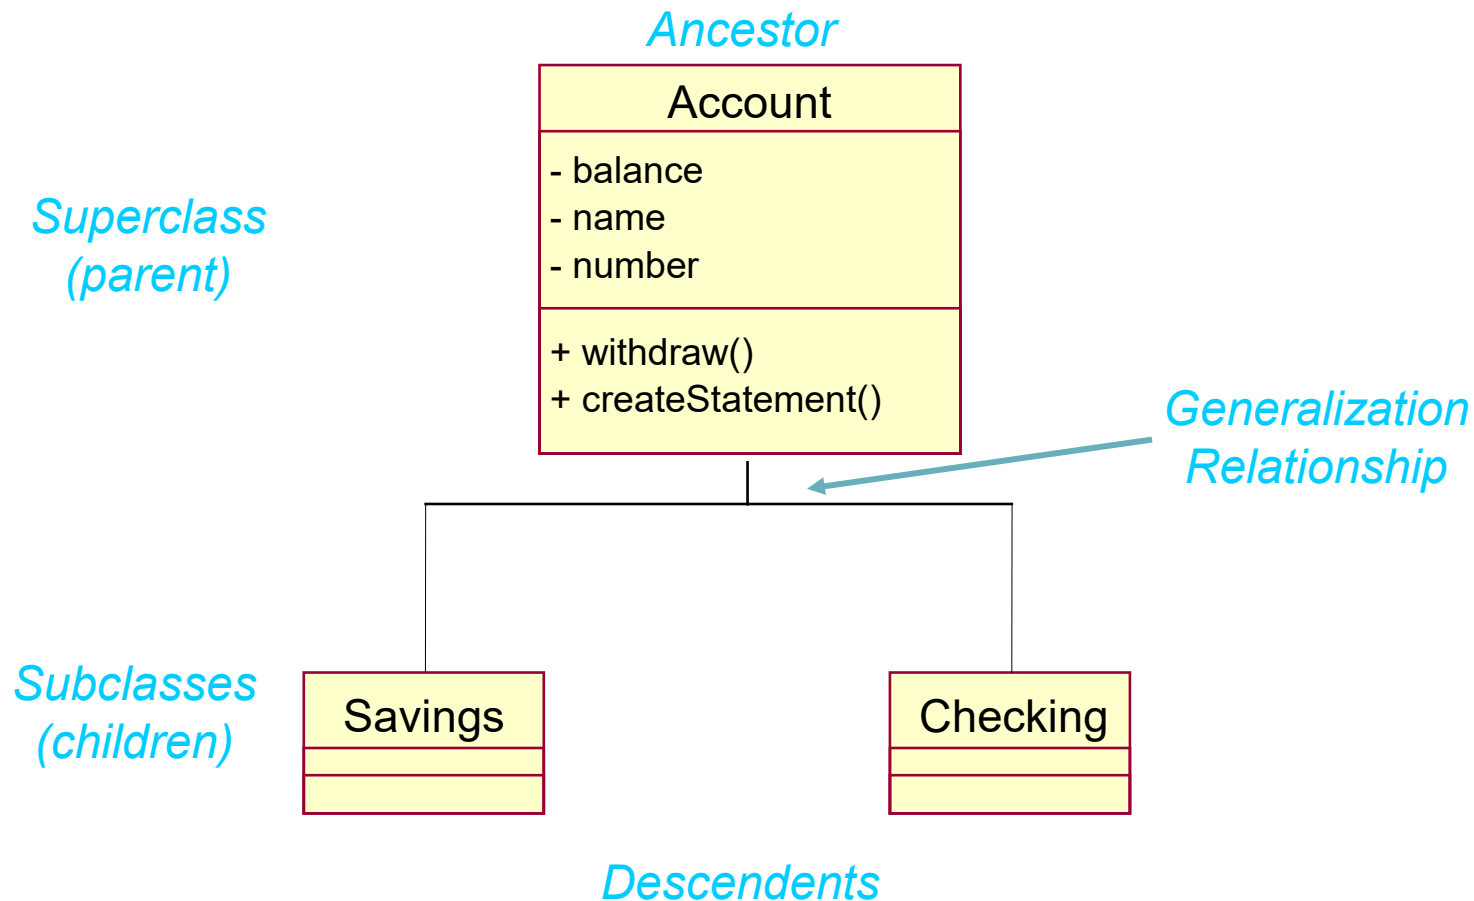 Ancestor
Account
- balance
- name
- number
+ withdraw()
+ createStatement()
Superclass
(parent)
Generalization
Relationship
Subclasses
(children)
Savings
Checking
Descendents